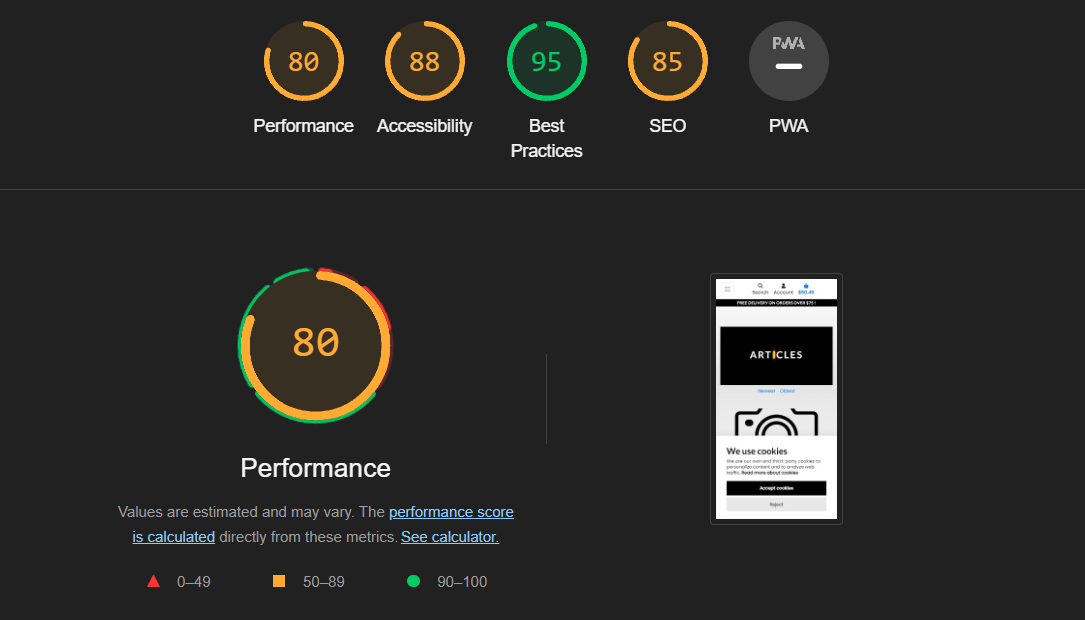 80
88
95
85
PWA
Performance
Accessibility
Best
Practices
SEO
PWA
80
Performance
Values are estimated and may vary. The performance score
is calculated directly from these metrics. See calculator.
0–49
50–89
90–100
Search Account
FREE DELIVERY ON ORDERS OVER $75 !
ARTICLES
Newest Oldest
We use cookies
We use our own and third-party cookies to
personalize content and to analyze web
traffic. Read more about cookies
Accept cookies
Reject